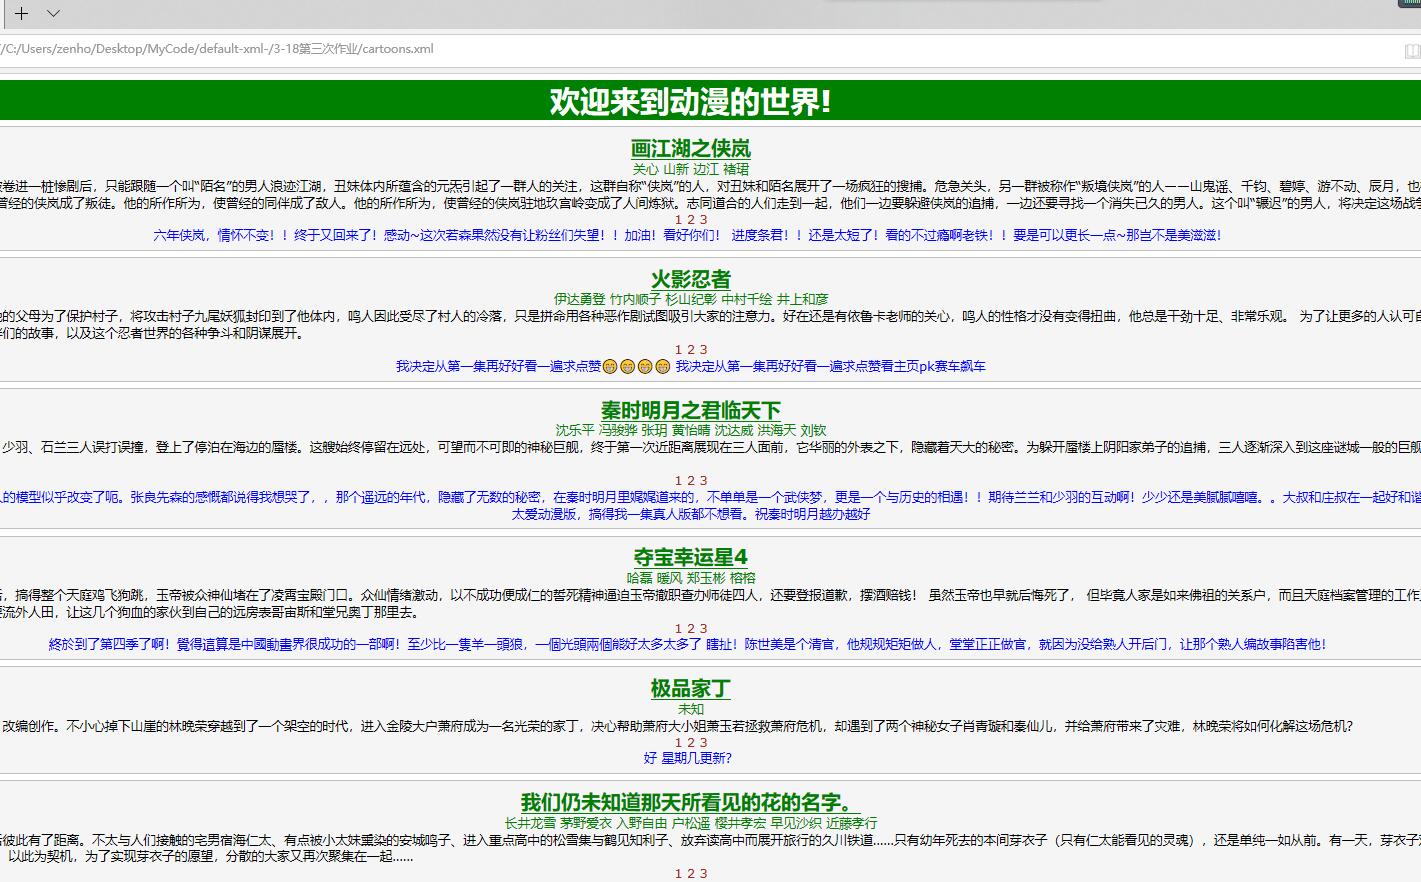 /C:/Users/zenho/Desktop/MyCode/default-xml-/3-18第三次作业/cartoons.xml
欢迎来到动漫的世界!
画江湖之侠岚
关心 山新 边江 褚珺
卷进一桩惨剧后，只能跟随一个叫“陌名”的男人浪迹江湖，丑妹体内所蕴含的元炁引起了一群人的关注，这群自称“侠岚”的人，对丑妹和陌名展开了一场疯狂的搜捕。危急关头，另一群被称作“叛境侠岚”的人——山鬼谣、千钧、碧婷、游不动、辰月，也
曾经的侠岚成了叛徒。他的所作所为，使曾经的同伴成了敌人。他的所作所为，使曾经的侠岚驻地玖宫岭变成了人间炼狱。志同道合的人们走到一起，他们一边要躲避侠岚的追捕，一边还要寻找一个消失已久的男人。这个叫“辗迟”的男人，将决定这场战
1 2 3
六年侠岚，情怀不变！！终于又回来了！感动~这次若森果然没有让粉丝们失望！！加油！看好你们！ 进度条君！！还是太短了！看的不过瘾啊老铁！！要是可以更长一点~那岂不是美滋滋！
火影忍者
伊达勇登 竹内顺子 杉山纪彰 中村千绘 井上和彦
的父母为了保护村子，将攻击村子九尾妖狐封印到了他体内，鸣人因此受尽了村人的冷落，只是拼命用各种恶作剧试图吸引大家的注意力。好在还是有依鲁卡老师的关心，鸣人的性格才没有变得扭曲，他总是干劲十足、非常乐观。 为了让更多的人认可自
们的故事，以及这个忍者世界的各种争斗和阴谋展开。
1 2 3
我决定从第一集再好好看一遍求点赞😁😁😁😁 我决定从第一集再好好看一遍求点赞看主页pk赛车飙车
秦时明月之君临天下
沈乐平 冯骏骅 张玥 黄怡晴 沈达威 洪海天 刘钦
少羽、石兰三人误打误撞，登上了停泊在海边的蜃楼。这艘始终停留在远处，可望而不可即的神秘巨舰，终于第一次近距离展现在三人面前，它华丽的外表之下，隐藏着天大的秘密。为躲开蜃楼上阴阳家弟子的追捕，三人逐渐深入到这座谜城一般的巨舰
1 2 3
的模型似乎改变了呃。张良先森的感慨都说得我想哭了，，那个遥远的年代，隐藏了无数的秘密，在秦时明月里娓娓道来的，不单单是一个武侠梦，更是一个与历史的相遇！！期待兰兰和少羽的互动啊！少少还是美腻腻嘻嘻。。大叔和庄叔在一起好和谐
太爱动漫版，搞得我一集真人版都不想看。祝秦时明月越办越好
夺宝幸运星4
哈磊 暖风 郑玉彬 榕榕
，搞得整个天庭鸡飞狗跳，玉帝被众神仙堵在了凌霄宝殿门口。众仙情绪激动，以不成功便成仁的誓死精神逼迫玉帝撤职查办师徒四人，还要登报道歉，摆酒赔钱！ 虽然玉帝也早就后悔死了， 但毕竟人家是如来佛祖的关系户，而且天庭档案管理的工作
流外人田，让这几个狗血的家伙到自己的远房表哥宙斯和堂兄奥丁那里去。
1 2 3
終於到了第四季了啊！覺得這算是中國動畫界很成功的一部啊！至少比一隻羊一頭狼，一個光頭兩個能好太多太多了 瞎扯！陈世美是个清官，他规规矩矩做人，堂堂正正做官，就因为没给熟人开后门，让那个熟人编故事陷害他！
极品家丁
未知
改编创作。不小心掉下山崖的林晚荣穿越到了一个架空的时代，进入金陵大户萧府成为一名光荣的家丁，决心帮助萧府大小姐萧玉若拯救萧府危机，却遇到了两个神秘女子肖青璇和秦仙儿，并给萧府带来了灾难，林晚荣将如何化解这场危机？
1 2 3
好 星期几更新?
我们仍未知道那天所看见的花的名字。
长井龙雪 茅野爱衣 入野自由 户松遥 樱井孝宏 早见沙织 近藤孝行
彼此有了距离。不太与人们接触的宅男宿海仁太、有点被小太妹熏染的安城鸣子、进入重点高中的松雪集与鹤见知利子、放弃读高中而展开旅行的久川铁道……只有幼年死去的本间芽衣子（只有仁太能看见的灵魂），还是单纯一如从前。有一天，芽衣子
以此为契机，为了实现芽衣子的愿望，分散的大家又再次聚集在一起……
1 2 3